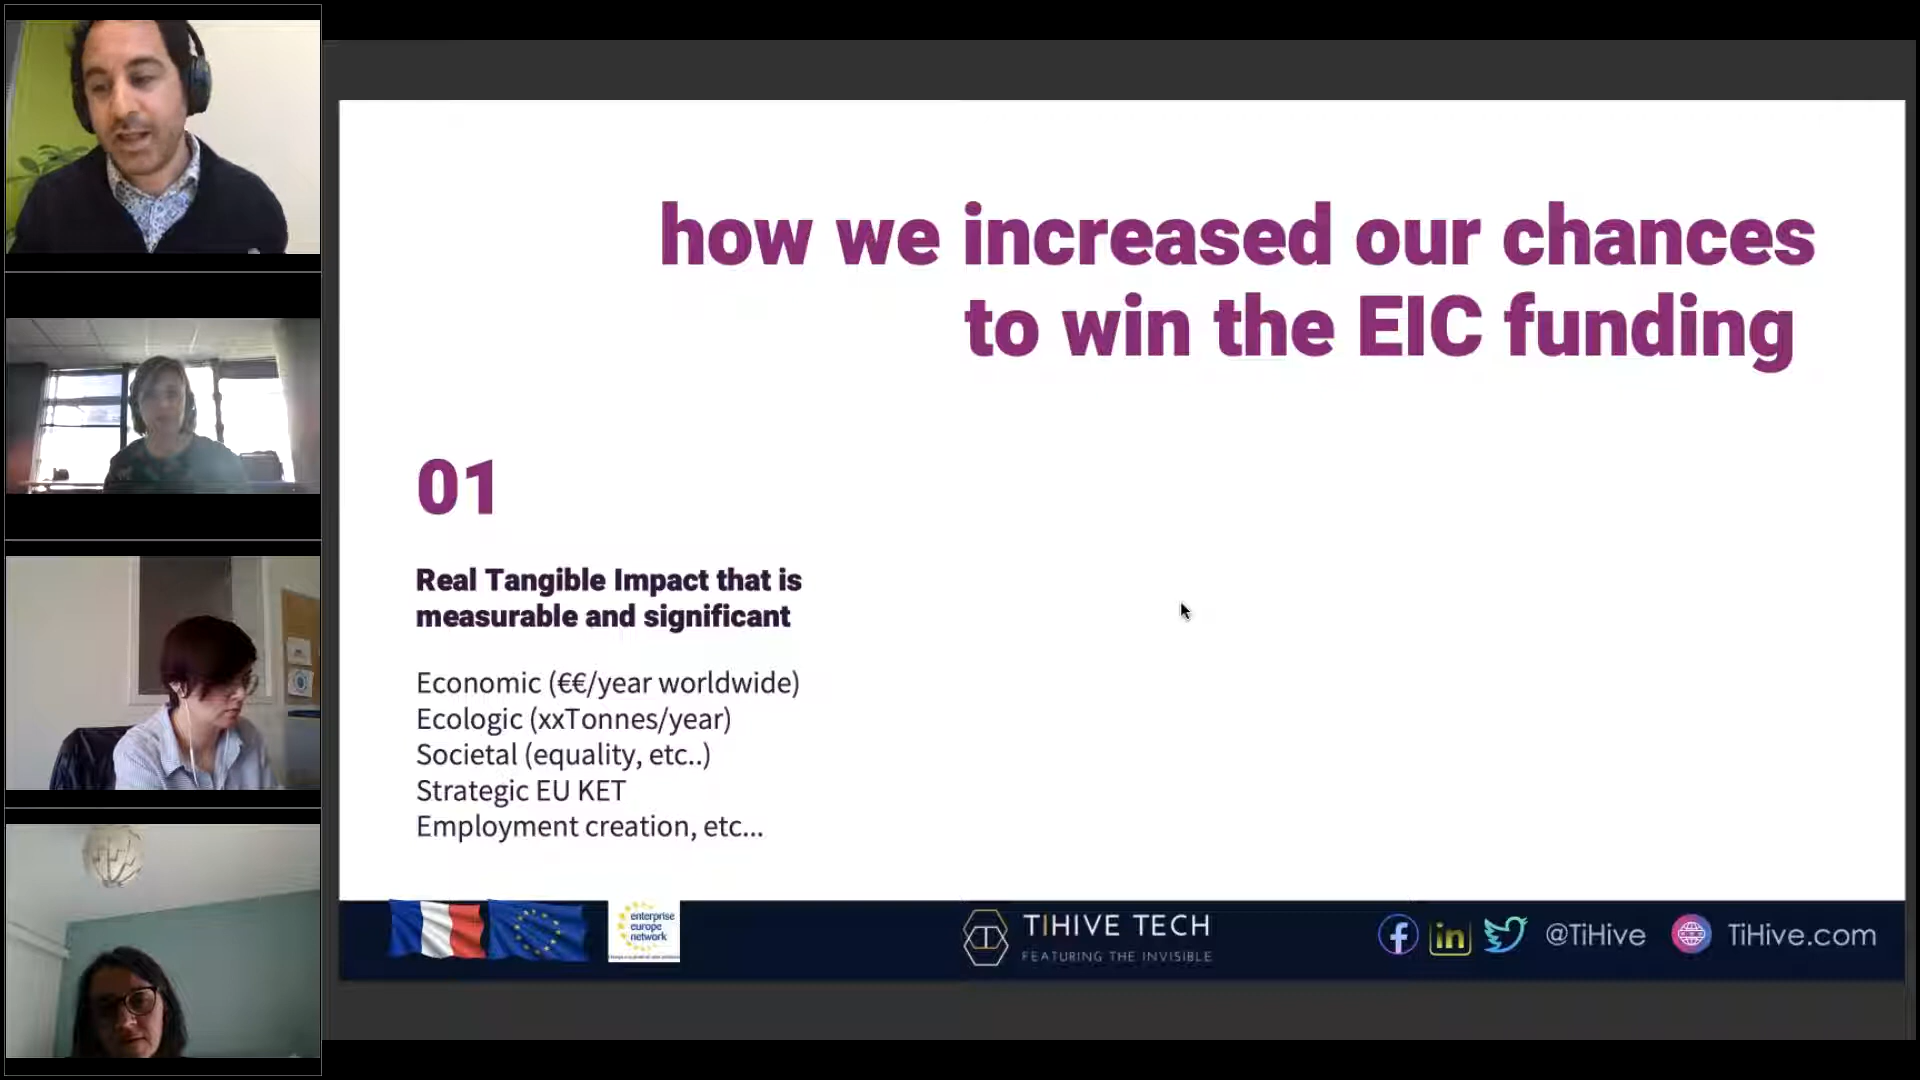 how we increased our chances
to win the EIC funding
01
Real Tangible Impact that is
measurable and significant
Economic (€€/year worldwide)
Ecologic (xxTonnes/year)
Societal (equality, etc..)
Strategic EU KET
Employment creation, etc...
enterprise
europe
network
TIHIVE TECH
FEATURING THE INVISIBLE
f in @TiHive TiHive.com